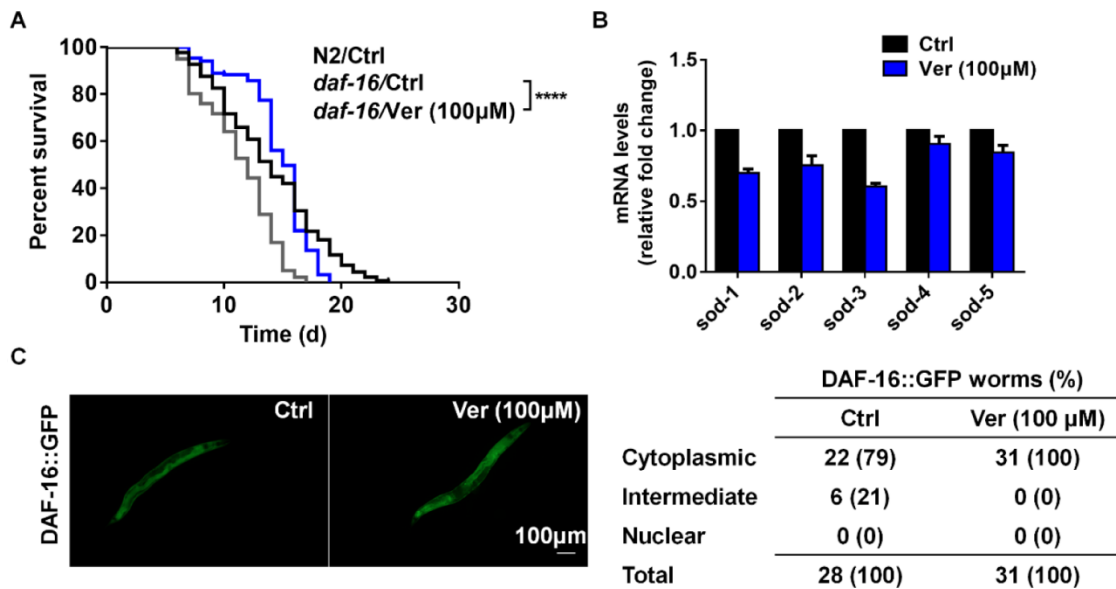 A
100
80
60
40
20
0
0
10
20
30
Percent survival
Time (d)
N2/Ctrl
daf-16/Ctrl
daf-16/Ver (100μM)
****
B
Ctrl
Ver (100μM)
1.5
1.0
0.5
0.0
mRNA levels
(relative fold change)
sod-1
sod-2
sod-3
sod-4
sod-5
C
DAF-16::GFP
Ctrl
Ver (100μM)
100μm
DAF-16::GFP worms (%)
Ctrl Ver (100 μM)
Cytoplasmic 22 (79) 31 (100)
Intermediate 6 (21) 0 (0)
Nuclear 0 (0) 0 (0)
Total 28 (100) 31 (100)